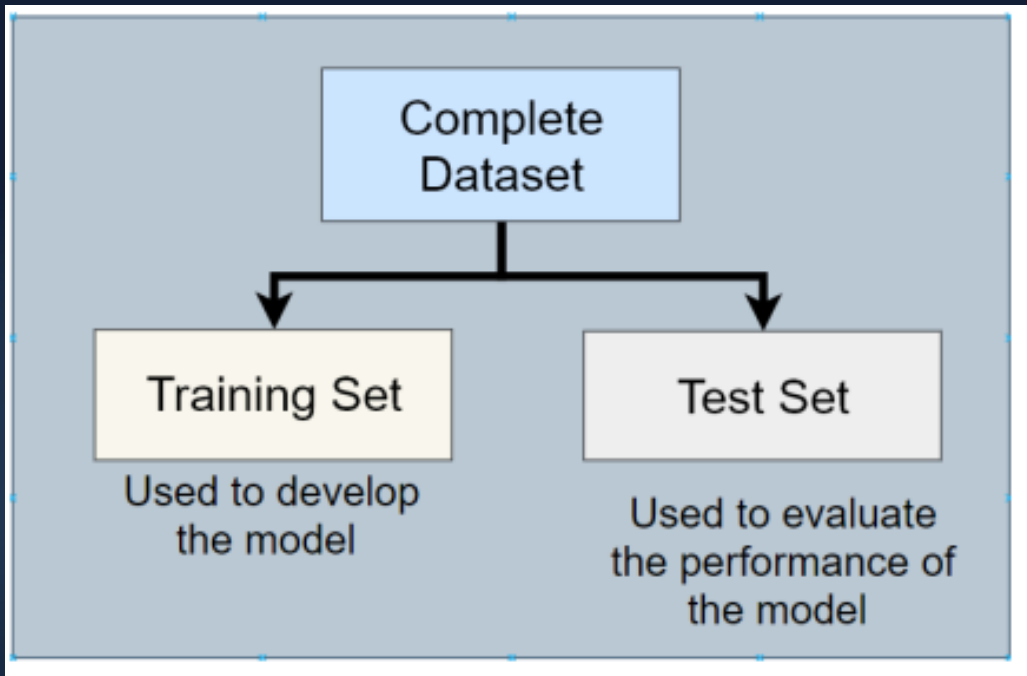 Complete
Dataset
Training Set
Test Set
Used to develop
the model
Used to evaluate
the performance of
the model